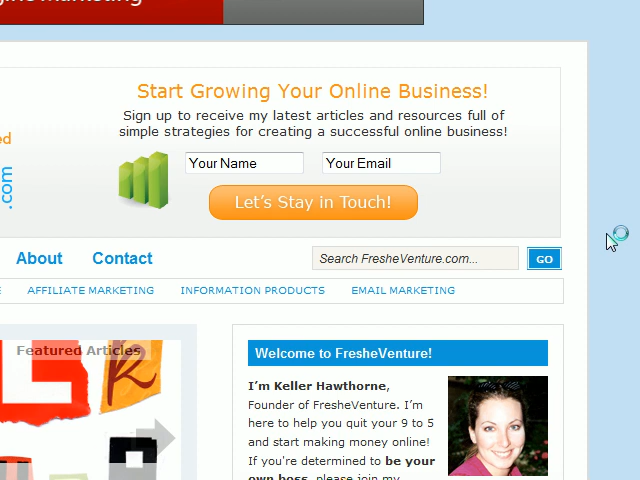 Start Growing Your Online Business!
Sign up to receive my latest articles and resources full of
simple strategies for creating a successful online business!
.com
Your Name Your Email
Let's Stay in Touch!
About Contact Search FresheVenture.com... GO
AFFILIATE MARKETING INFORMATION PRODUCTS EMAIL MARKETING
Featured Articles
k
Welcome to FresheVenture!
I'm Keller Hawthorne,
Founder of FresheVenture. I'm
here to help you quit your 9 to 5
and start making money online!
If you're determined to be your
own boss, please join my